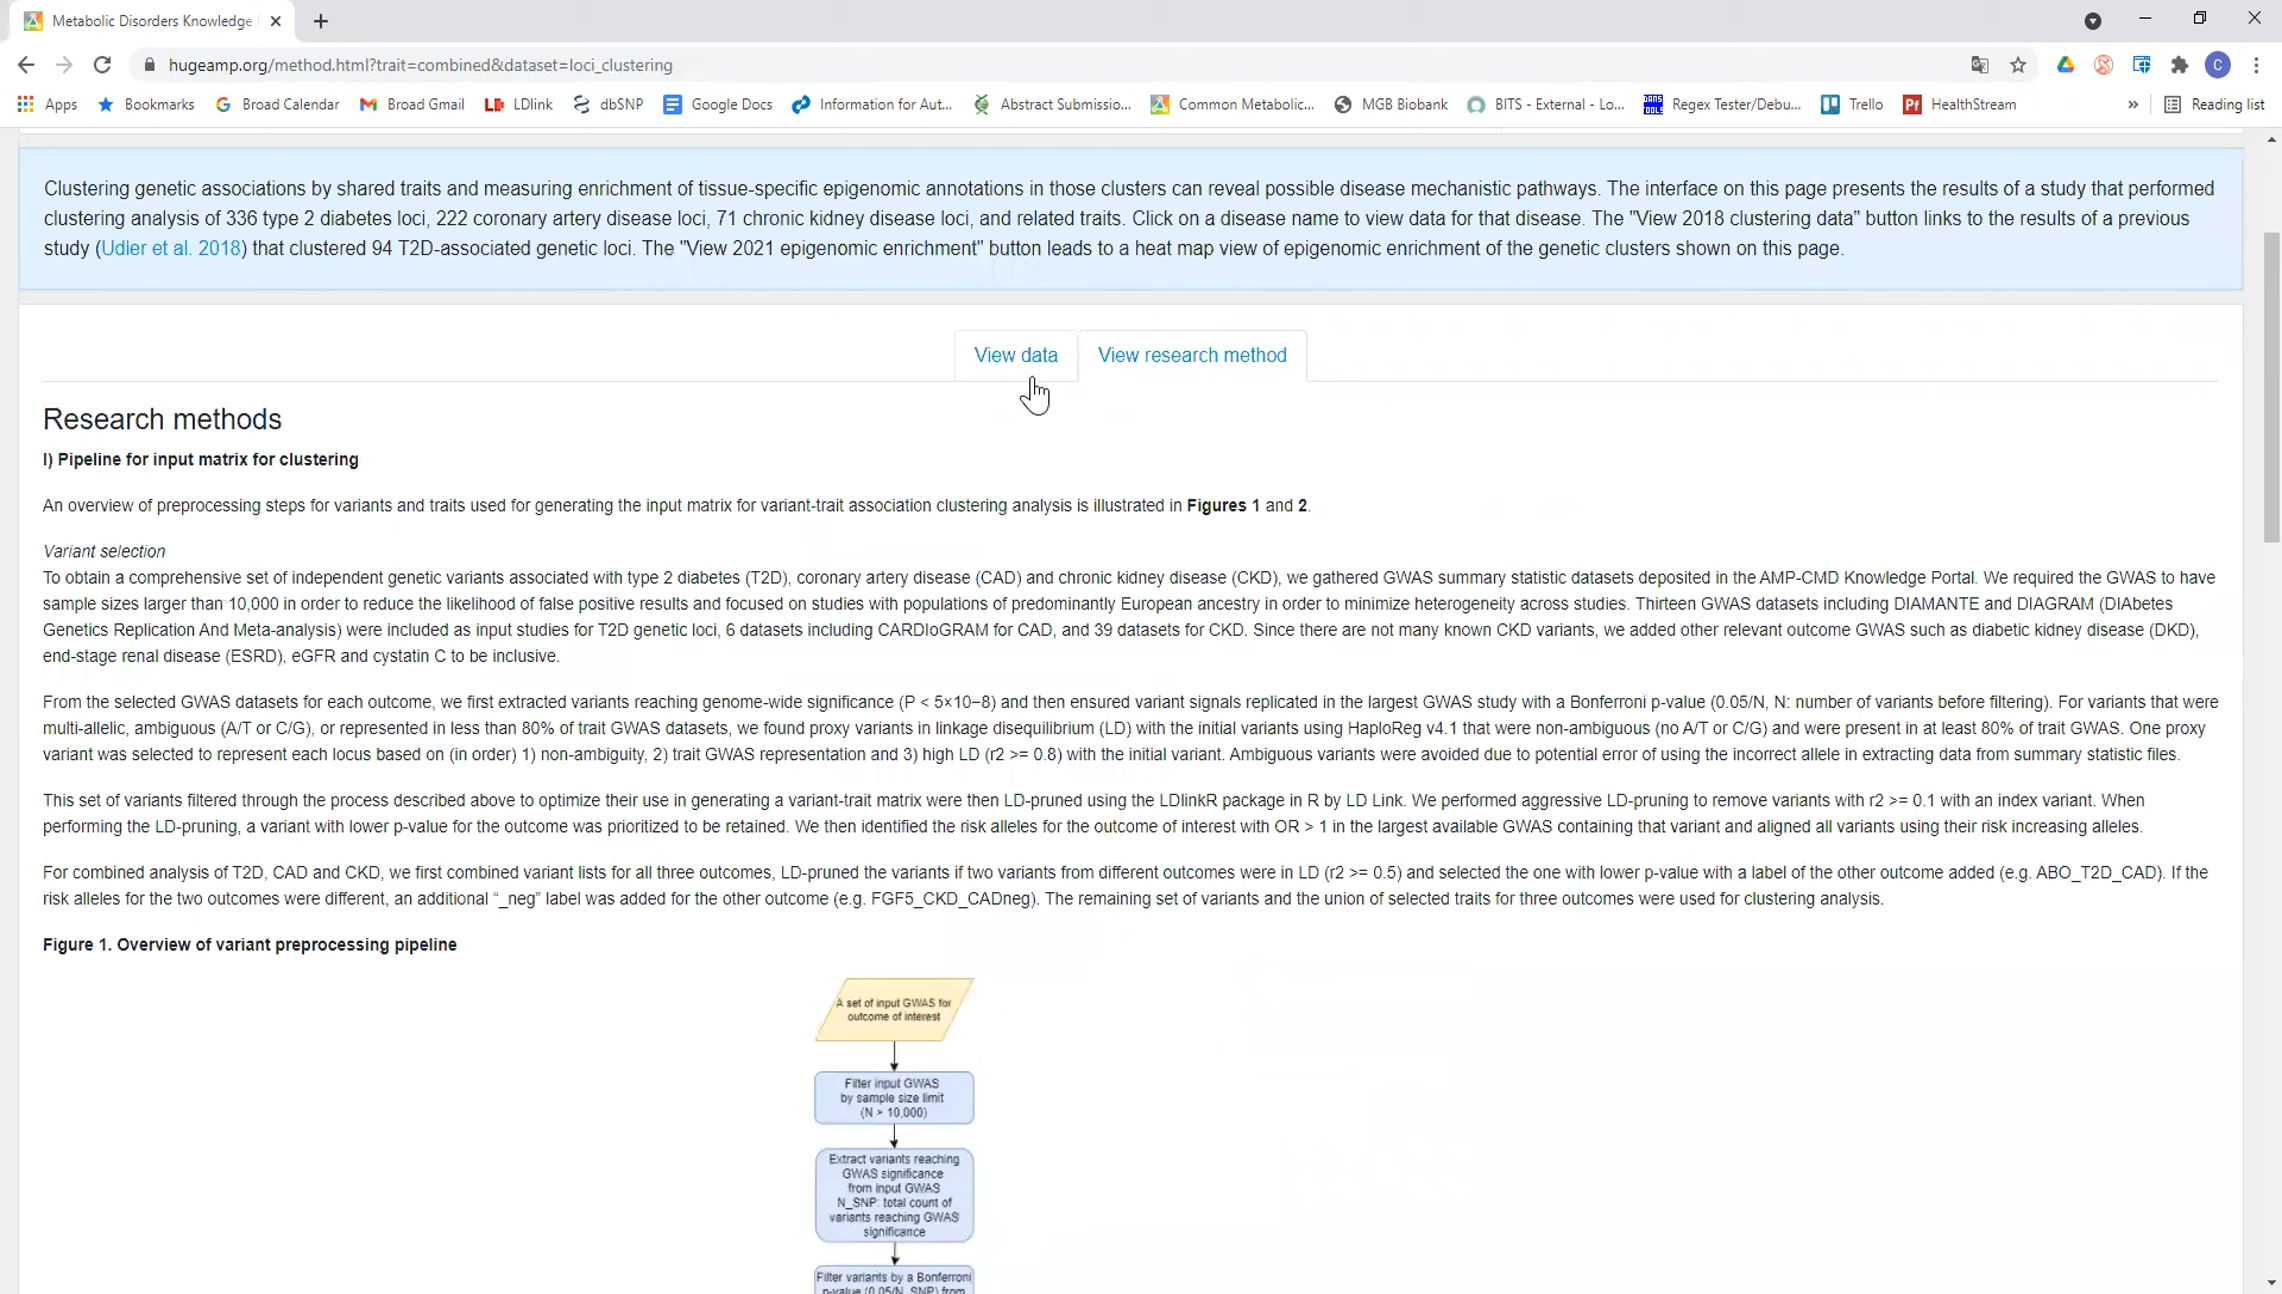 Metabolic Disorders Knowledge
hugeamp.org/method.html?trait=combined&dataset=loci_clustering
Apps Bookmarks Broad Calendar Broad Gmail LDlink dbSNP Google Docs Information for Aut... Abstract Submissio... Common Metabolic... MGB Biobank BITS - External - Lo... Regex Tester/Debu... Trello HealthStream » Reading list
Clustering genetic associations by shared traits and measuring enrichment of tissue-specific epigenomic annotations in those clusters can reveal possible disease mechanistic pathways. The interface on this page presents the results of a study that performed
clustering analysis of 336 type 2 diabetes loci, 222 coronary artery disease loci, 71 chronic kidney disease loci, and related traits. Click on a disease name to view data for that disease. The "View 2018 clustering data" button links to the results of a previous
study (Udler et al. 2018) that clustered 94 T2D-associated genetic loci. The "View 2021 epigenomic enrichment" button leads to a heat map view of epigenomic enrichment of the genetic clusters shown on this page.
View data View research method
Research methods
I) Pipeline for input matrix for clustering
An overview of preprocessing steps for variants and traits used for generating the input matrix for variant-trait association clustering analysis is illustrated in Figures 1 and 2.
Variant selection
To obtain a comprehensive set of independent genetic variants associated with type 2 diabetes (T2D), coronary artery disease (CAD) and chronic kidney disease (CKD), we gathered GWAS summary statistic datasets deposited in the AMP-CMD Knowledge Portal. We required the GWAS to have
sample sizes larger than 10,000 in order to reduce the likelihood of false positive results and focused on studies with populations of predominantly European ancestry in order to minimize heterogeneity across studies. Thirteen GWAS datasets including DIAMANTE and DIAGRAM (DIAbetes
Genetics Replication And Meta-analysis) were included as input studies for T2D genetic loci, 6 datasets including CARDIoGRAM for CAD, and 39 datasets for CKD. Since there are not many known CKD variants, we added other relevant outcome GWAS such as diabetic kidney disease (DKD),
end-stage renal disease (ESRD), eGFR and cystatin C to be inclusive.
From the selected GWAS datasets for each outcome, we first extracted variants reaching genome-wide significance (P < 5×10−8) and then ensured variant signals replicated in the largest GWAS study with a Bonferroni p-value (0.05/N, N: number of variants before filtering). For variants that were
multi-allelic, ambiguous (A/T or C/G), or represented in less than 80% of trait GWAS datasets, we found proxy variants in linkage disequilibrium (LD) with the initial variants using HaploReg v4.1 that were non-ambiguous (no A/T or C/G) and were present in at least 80% of trait GWAS. One proxy
variant was selected to represent each locus based on (in order) 1) non-ambiguity, 2) trait GWAS representation and 3) high LD (r2 >= 0.8) with the initial variant. Ambiguous variants were avoided due to potential error of using the incorrect allele in extracting data from summary statistic files.
This set of variants filtered through the process described above to optimize their use in generating a variant-trait matrix were then LD-pruned using the LDlinkR package in R by LD Link. We performed aggressive LD-pruning to remove variants with r2 >= 0.1 with an index variant. When
performing the LD-pruning, a variant with lower p-value for the outcome was prioritized to be retained. We then identified the risk alleles for the outcome of interest with OR > 1 in the largest available GWAS containing that variant and aligned all variants using their risk increasing alleles.
For combined analysis of T2D, CAD and CKD, we first combined variant lists for all three outcomes, LD-pruned the variants if two variants from different outcomes were in LD (r2 >= 0.5) and selected the one with lower p-value with a label of the other outcome added (e.g. ABO_T2D_CAD). If the
risk alleles for the two outcomes were different, an additional “_neg” label was added for the other outcome (e.g. FGF5_CKD_CADneg). The remaining set of variants and the union of selected traits for three outcomes were used for clustering analysis.
Figure 1. Overview of variant preprocessing pipeline
A set of input GWAS for
outcome of interest
Filter input GWAS
by sample size limit
(N > 10,000)
Extract variants reaching
GWAS significance
from input GWAS
N_SNP: total count of
variants reaching GWAS
significance
Filter variants by a Bonferroni
p-value (0.05/N_SNP) from